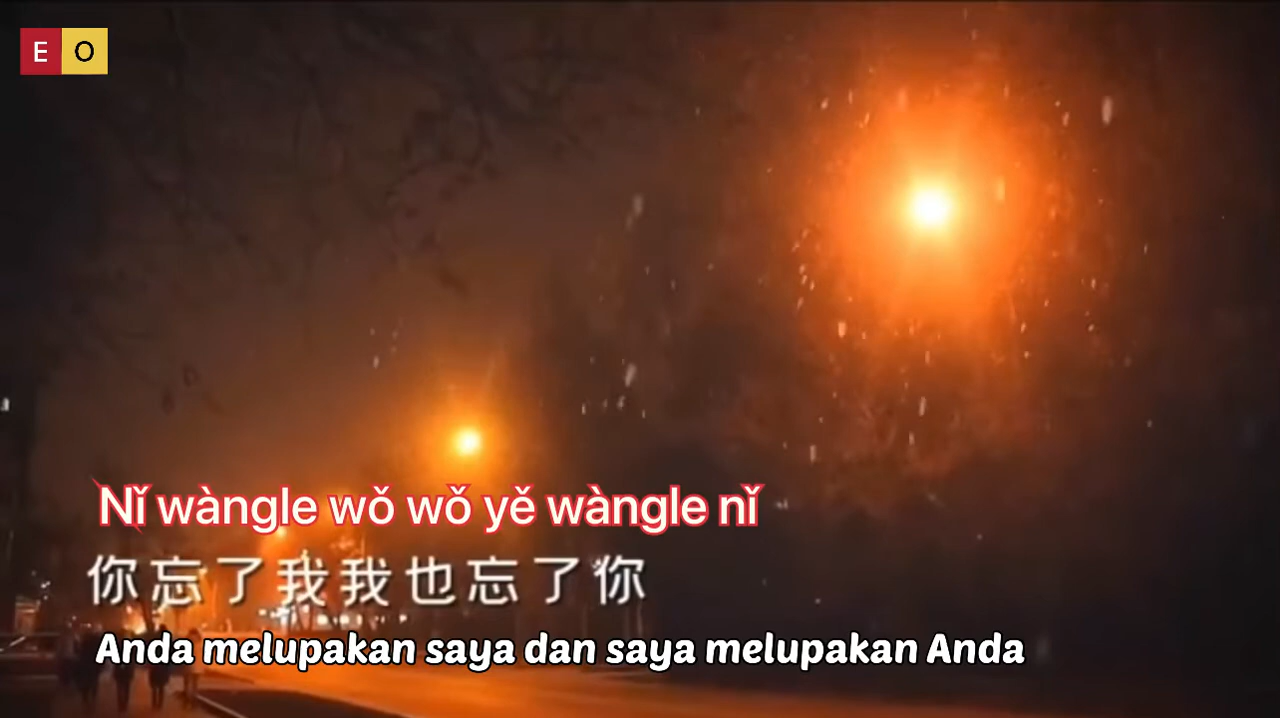 E O
Nǐ wàngle wǒ wǒ yě wàngle nǐ
你忘了我我也忘了你
Anda melupakan saya dan saya melupakan Anda